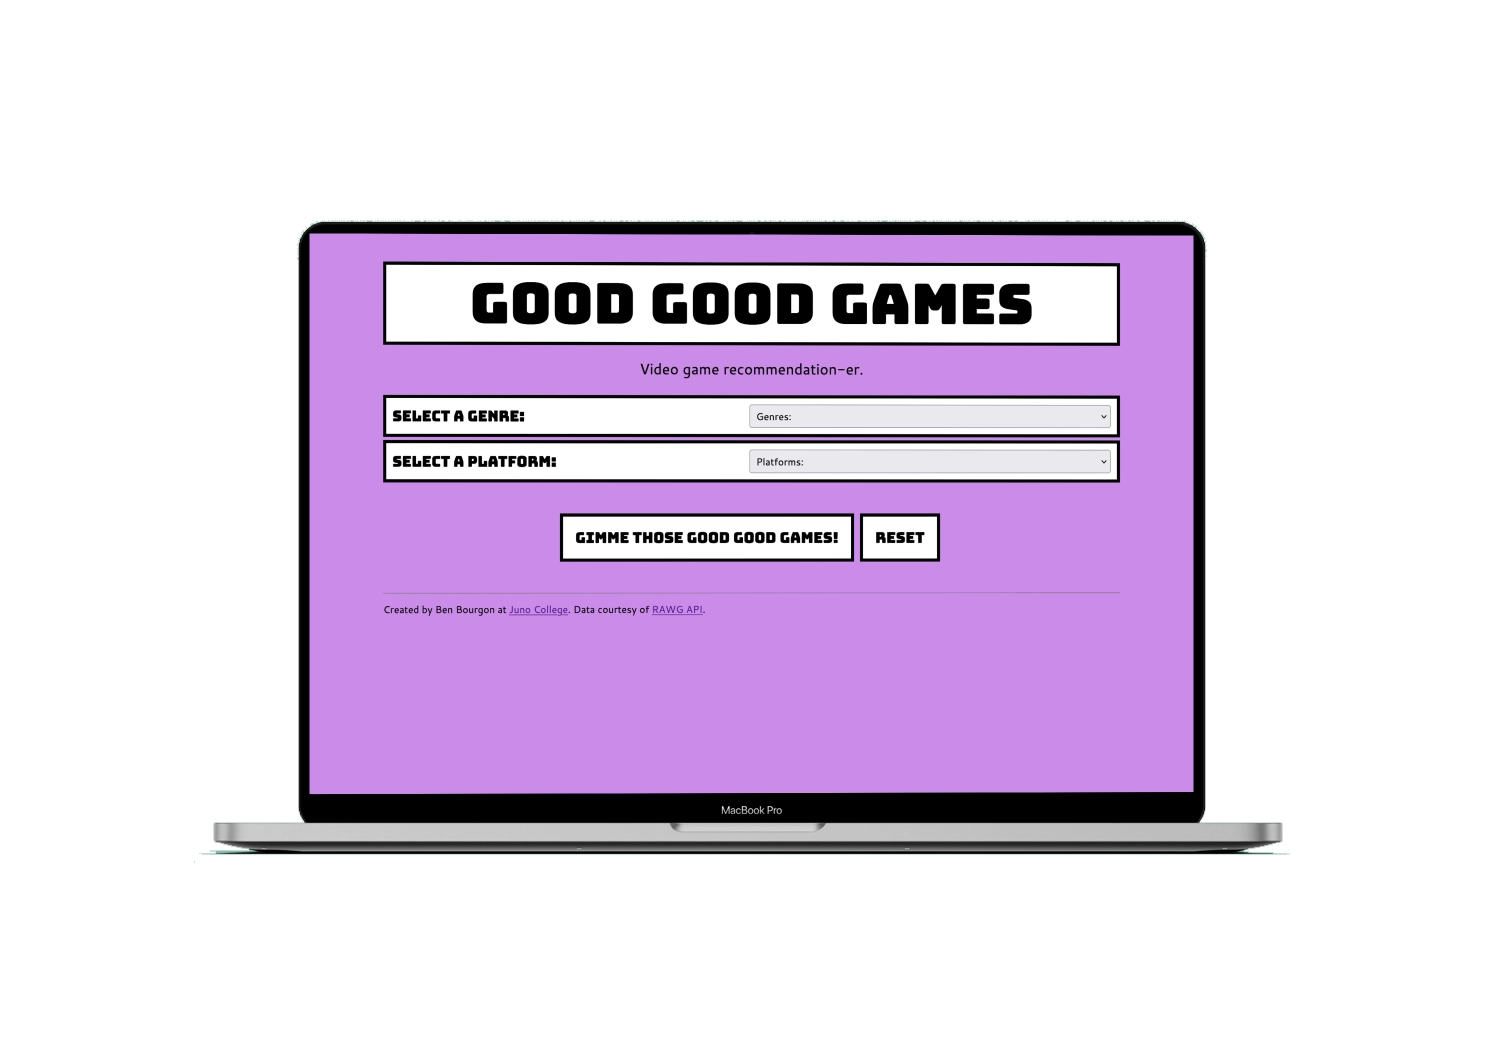 GOOD GOOD GAMES
Video game recommendation-er.
SELECT A GENRE:
Genres:
SELECT A PLATFORM:
Platforms:
GIMME THOSE GOOD GOOD GAMES!
RESET
Created by Ben Bourgon at Juno College. Data courtesy of RAWG API.
MacBook Pro